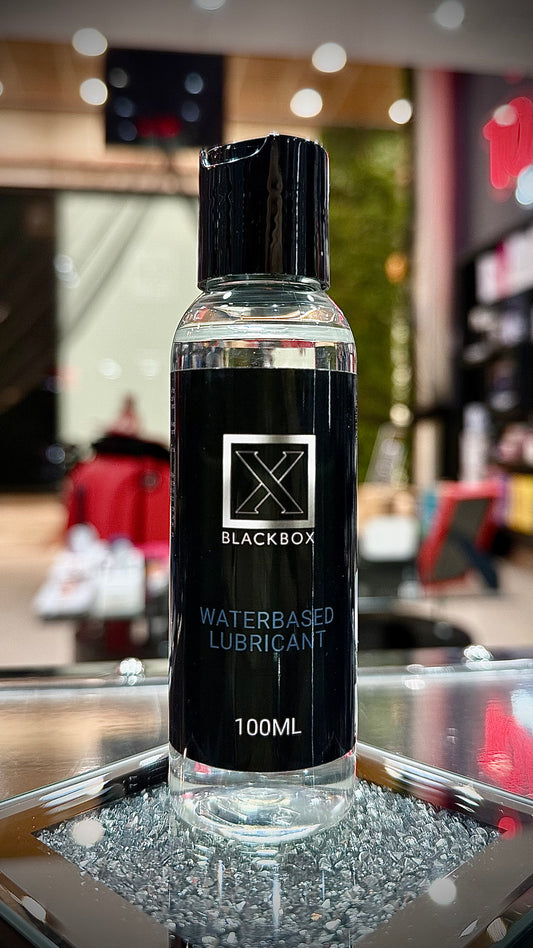 X
BLACKBOX
WATERBASED
LUBRICANT
100ML